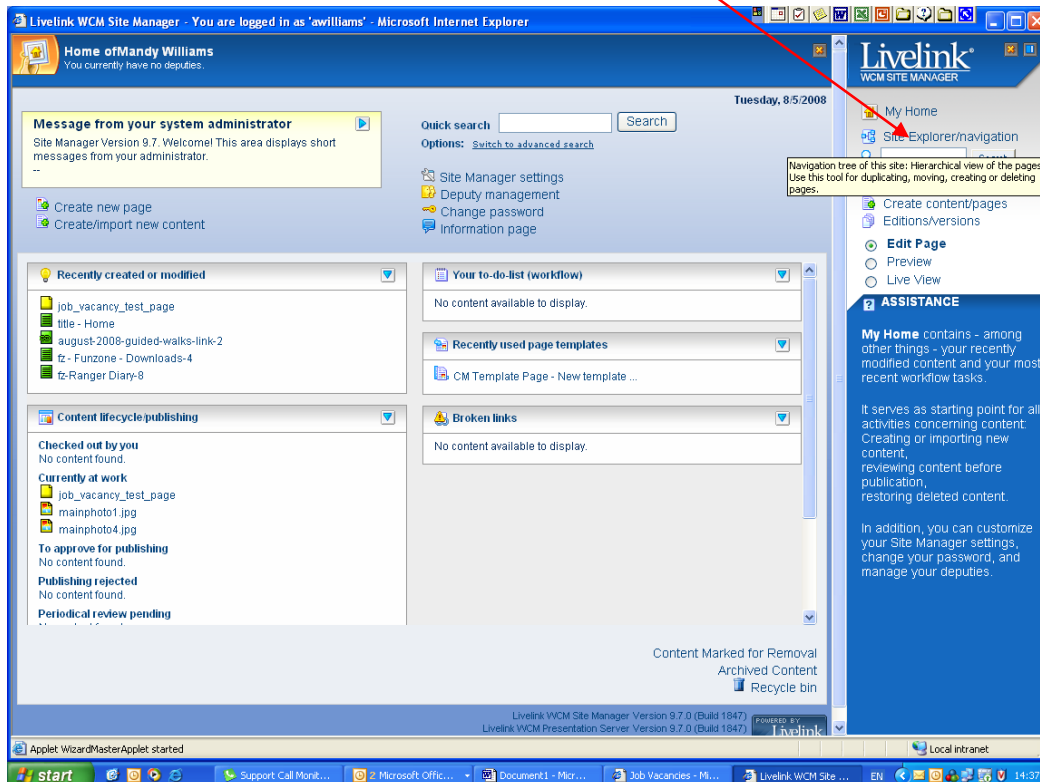 Livelink WCM Site Manager - You are logged in as 'awilliams' - Microsoft Internet Explorer
Home ofMandy Williams
You currently have no deputies.
Tuesday, 8/5/2008
Message from your system administrator
Site Manager Version 9.7. Welcome! This area displays short
messages from your administrator.
--
Quick search
Search
Options: Switch to advanced search
Create new page
Create/import new content
Site Manager settings
Deputy management
Change password
Information page
Recently created or modified
job_vacancy_test_page
title - Home
august-2008-guided-walks-link-2
fz - Funzone - Downloads-4
fz-Ranger Diary-8
Your to-do-list (workflow)
No content available to display.
Recently used page templates
CM Template Page - New template ...
Content lifecycle/publishing
Checked out by you
No content found.
Currently at work
job_vacancy_test_page
mainphoto1.jpg
mainphoto4.jpg
To approve for publishing
No content found.
Publishing rejected
No content found.
Periodical review pending
Broken links
No content available to display.
Content Marked for Removal
Archived Content
Recycle bin
Livelink WCM Site Manager Version 9.7.0 (Build 1847)
Livelink WCM Presentation Server Version 9.7.0 (Build 1847)
POWERED BY
Livelink
Livelink
WCM SITE MANAGER
My Home
Site Explorer/navigation
Navigation tree of this site: Hierarchical view of the pages
Use this tool for duplicating, moving, creating or deleting
pages.
Create content/pages
Editions/versions
Edit Page
Preview
Live View
ASSISTANCE
My Home contains - among
other things - your recently
modified content and your most
recent workflow tasks.
It serves as starting point for all
activities concerning content:
Creating or importing new
content,
reviewing content before
publication,
restoring deleted content.
In addition, you can customize
your Site Manager settings,
change your password, and
manage your deputies.
Applet WizardMasterApplet started
Local intranet
start
Support Call Monit...
2 Microsoft Offic...
Document1 - Micr...
Job Vacancies - Mi...
Livelink WCM Site ...
EN
14:37